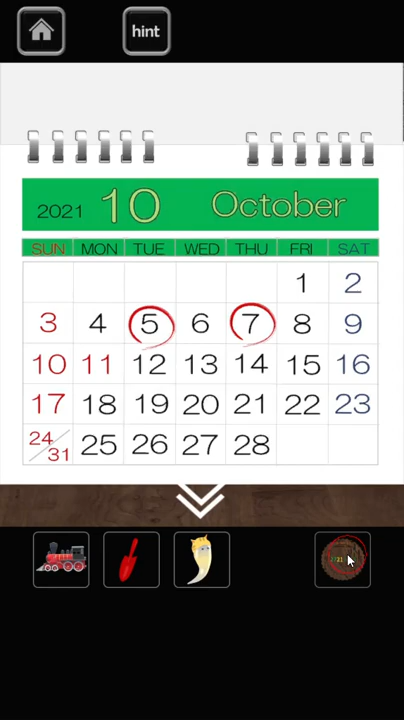 hint
2021 10 October
SUN MON TUE WED THU FRI SAT
1 2
3 4 5 6 7 8 9
10 11 12 13 14 15 16
17 18 19 20 21 22 23
24/31 25 26 27 28